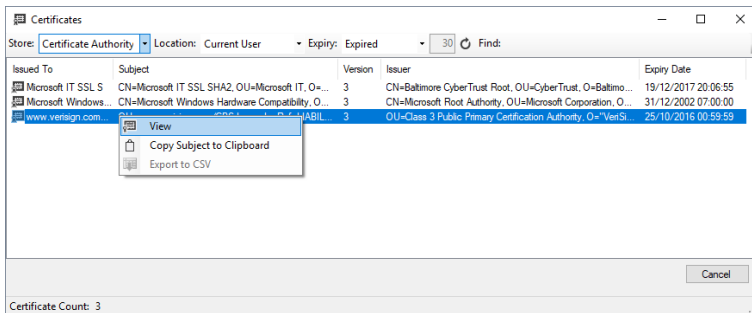 Certificates
Store: Certificate Authority Location: Current User Expiry: Expired 30 Find:
Issued To Subject Version Issuer Expiry Date
Microsoft IT SSL S CN=Microsoft IT SSL SHA2, OU=Microsoft IT, O=... 3 CN=Baltimore CyberTrust Root, OU=CyberTrust, O=Baltimo... 19/12/2017 20:06:55
Microsoft Windows... CN=Microsoft Windows Hardware Compatibility, O... 3 CN=Microsoft Root Authority, OU=Microsoft Corporation, O... 31/12/2002 07:00:00
www.verisign.com... 3 OU=Class 3 Public Primary Certification Authority, O="VeriSi... 25/10/2016 00:59:59
View
Copy Subject to Clipboard
Export to CSV
Cancel
Certificate Count: 3